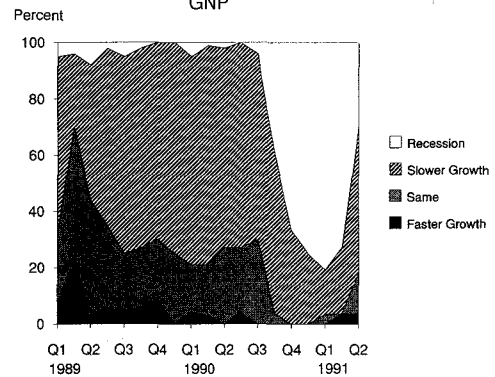 GNP
Percent
100
80
60
40
20
0
Recession
Slower Growth
Same
Faster Growth
Q1 Q2 Q3 Q4 Q1 Q2 Q3 Q4 Q1 Q2
1989 1990 1991